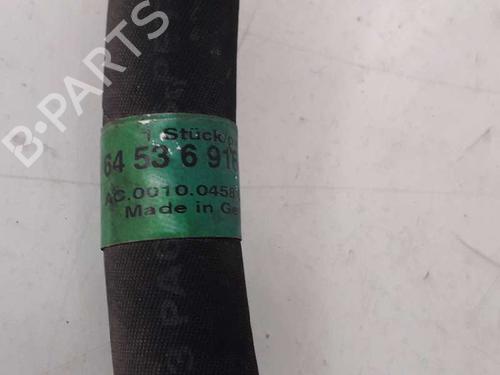 B-PARTS
1 Stück/
64 53 6 91
AC.0010.045
Made in Ge